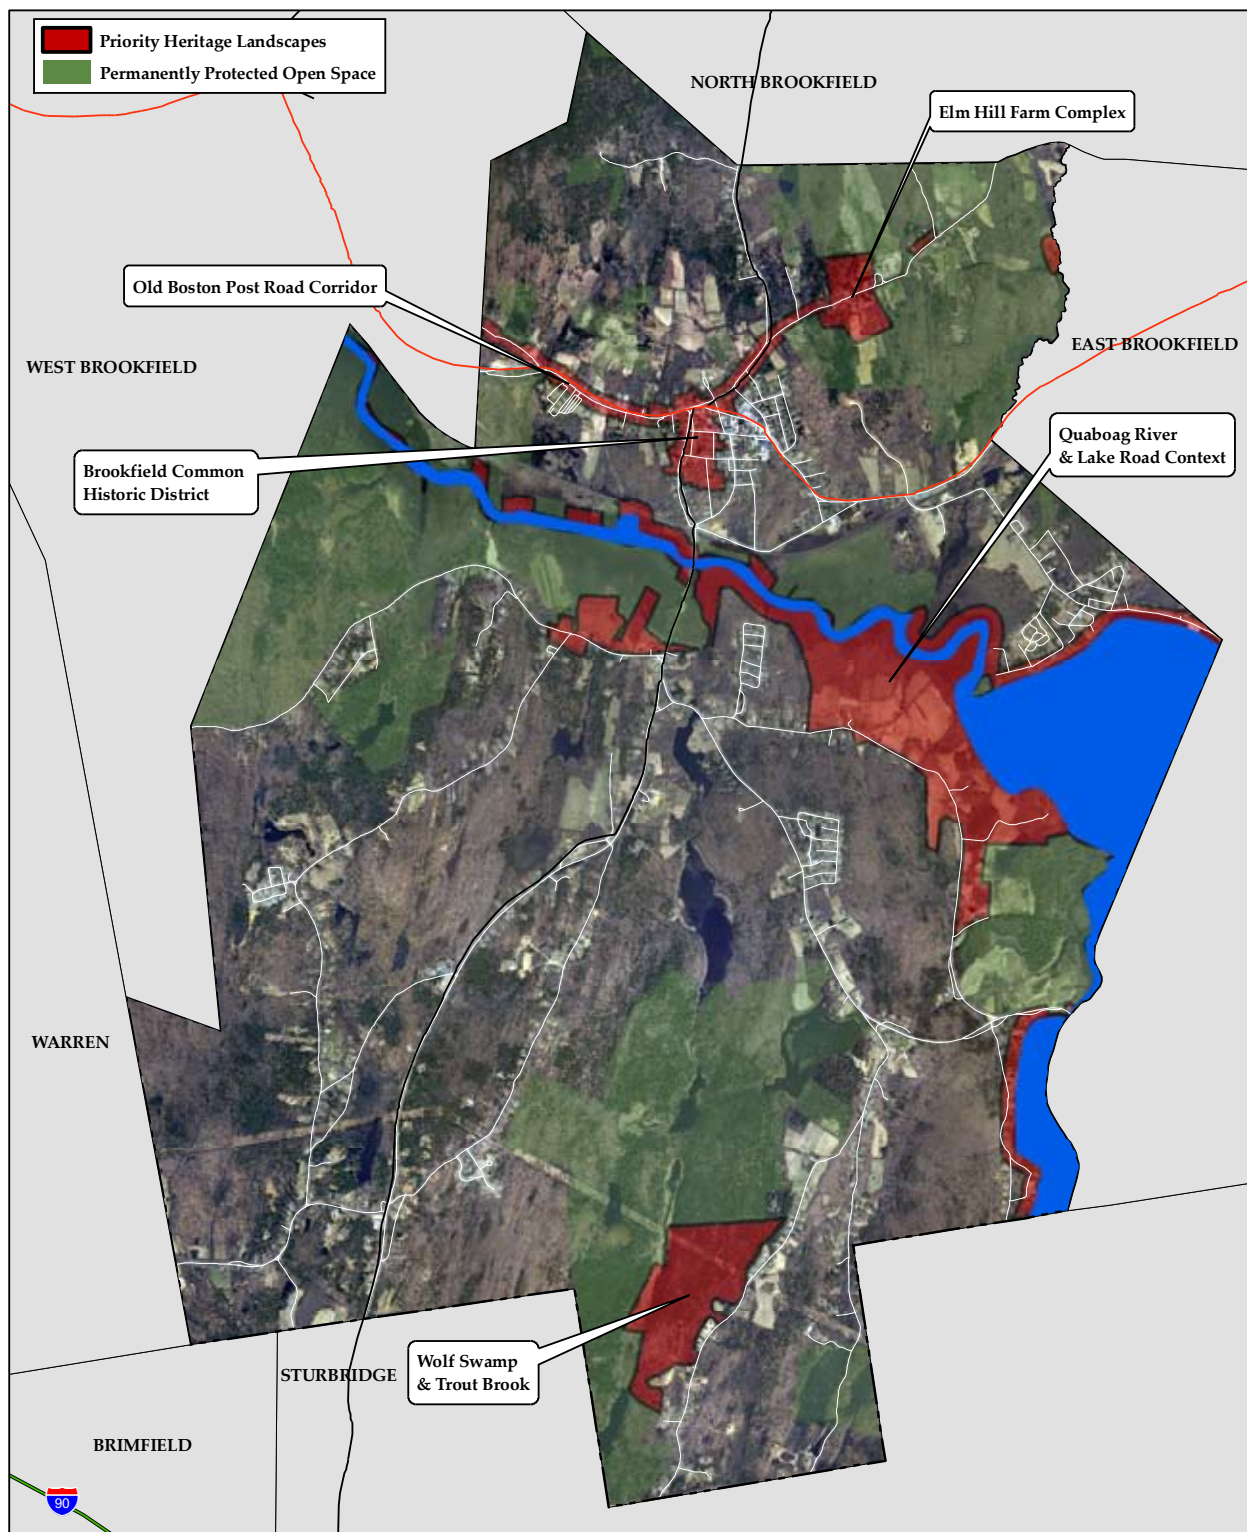 Priority Heritage Landscapes
Permanently Protected Open Space
NORTH BROOKFIELD
Elm Hill Farm Complex
Old Boston Post Road Corridor
EAST BROOKFIELD
WEST BROOKFIELD
Quaboag River
& Lake Road Context
Brookfield Common
Historic District
WARREN
Wolf Swamp
& Trout Brook
STURBRIDGE
BRIMFIELD
90